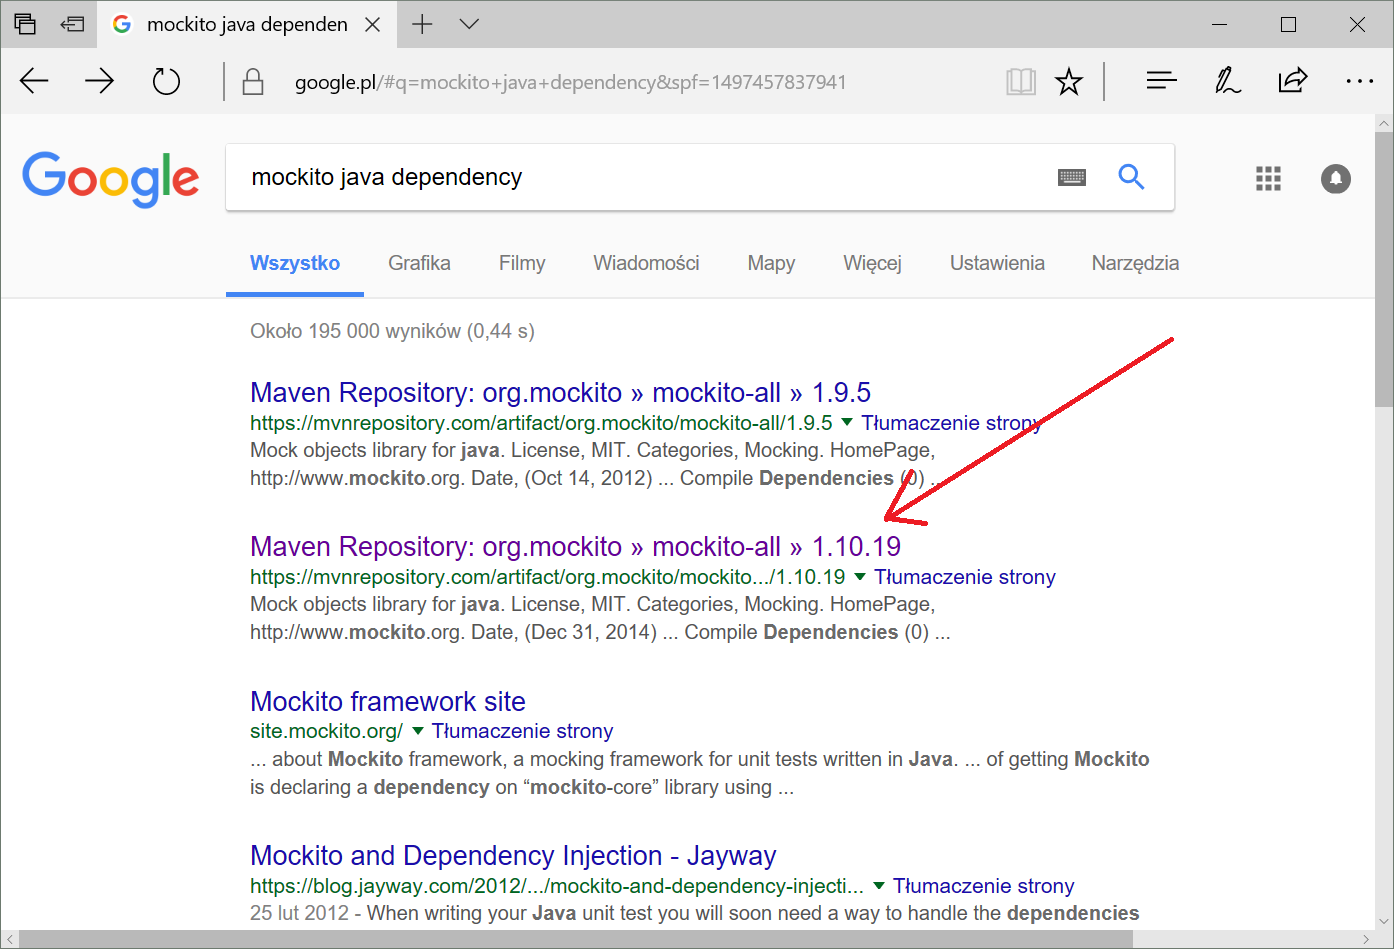 mockito java dependen
google.pl/#q=mockito+java+dependency&spf=1497457837941
Google
mockito java dependency
Wszystko Grafika Filmy Wiadomości Mapy Więcej Ustawienia Narzędzia
Około 195 000 wyników (0,44 s)
Maven Repository: org.mockito » mockito-all » 1.9.5
https://mvnrepository.com/artifact/org.mockito/mockito-all/1.9.5 Tłumaczenie strony
Mock objects library for java. License, MIT. Categories, Mocking. HomePage,
http://www.mockito.org. Date, (Oct 14, 2012) ... Compile Dependencies (0) ...
Maven Repository: org.mockito » mockito-all » 1.10.19
https://mvnrepository.com/artifact/org.mockito/mockito.../1.10.19 Tłumaczenie strony
Mock objects library for java. License, MIT. Categories, Mocking. HomePage,
http://www.mockito.org. Date, (Dec 31, 2014) ... Compile Dependencies (0) ...
Mockito framework site
site.mockito.org/ Tłumaczenie strony
... about Mockito framework, a mocking framework for unit tests written in Java. ... of getting Mockito
is declaring a dependency on “mockito-core” library using ...
Mockito and Dependency Injection - Jayway
https://blog.jayway.com/2012/.../mockito-and-dependency-injecti... Tłumaczenie strony
25 lut 2012 - When writing your Java unit test you will soon need a way to handle the dependencies